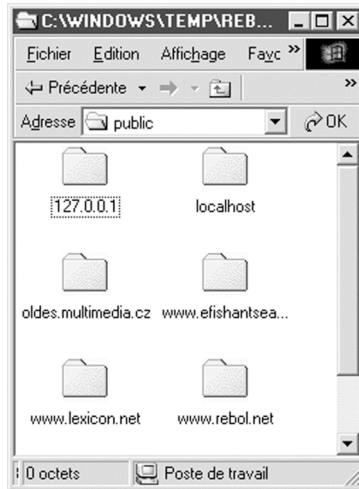 C:\WINDOWS\TEMP\REB...
Fichier Edition Affichage Favc »
Précédente »
Adresse public OK
127.0.0.1 localhost
oldes.multimedia.cz www.efishantsea...
www.lexicon.net www.rebol.net
0 octets Poste de travail